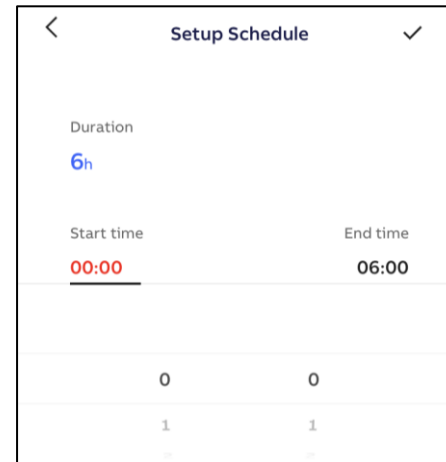 Setup Schedule
Duration
6h
Start time End time
00:00 06:00
0 0
1 1